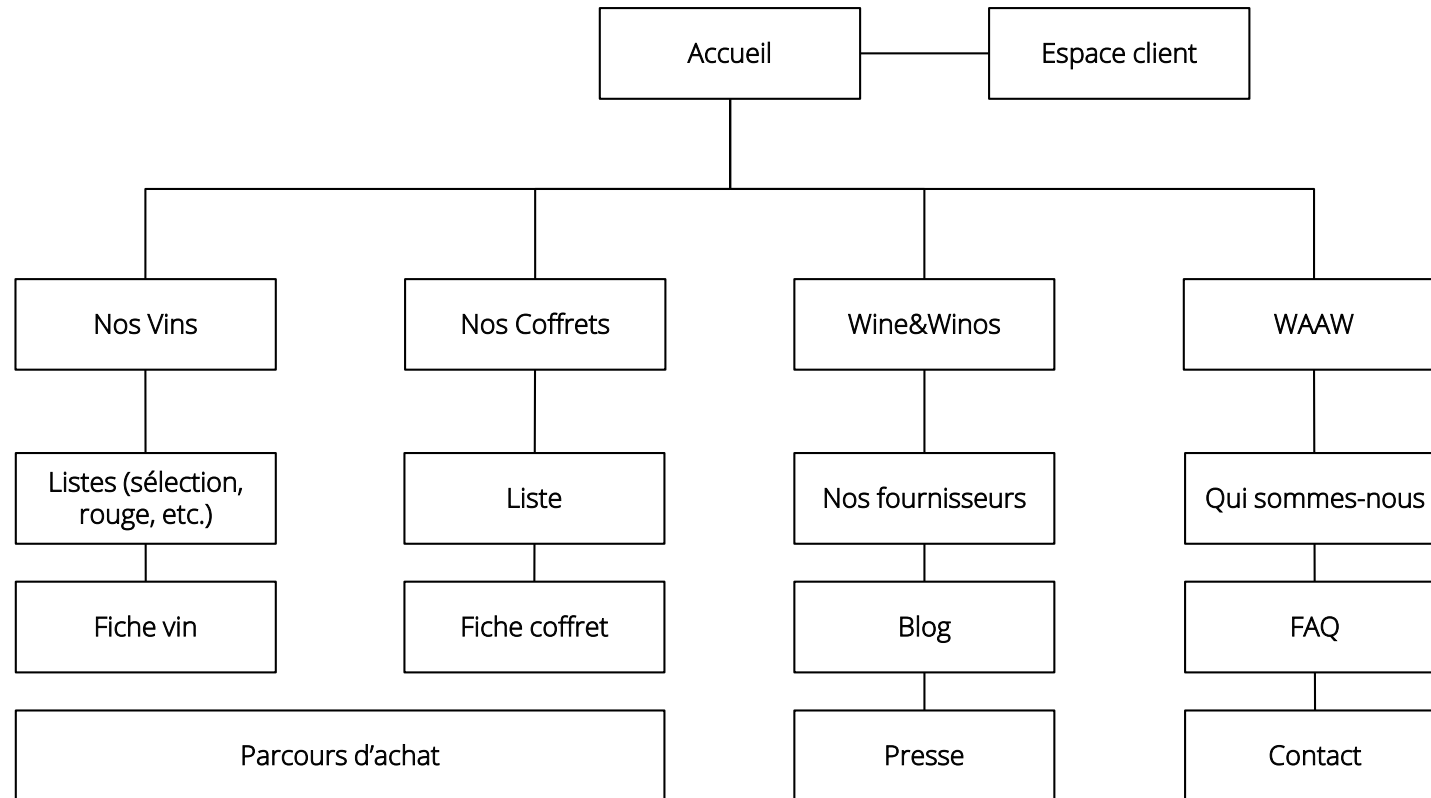 Accueil
Espace client
Nos Vins
Nos Coffrets
Wine&Winos
WAAW
Listes (sélection,
rouge, etc.)
Liste
Nos fournisseurs
Qui sommes-nous
Fiche vin
Fiche coffret
Blog
FAQ
Parcours d’achat
Presse
Contact